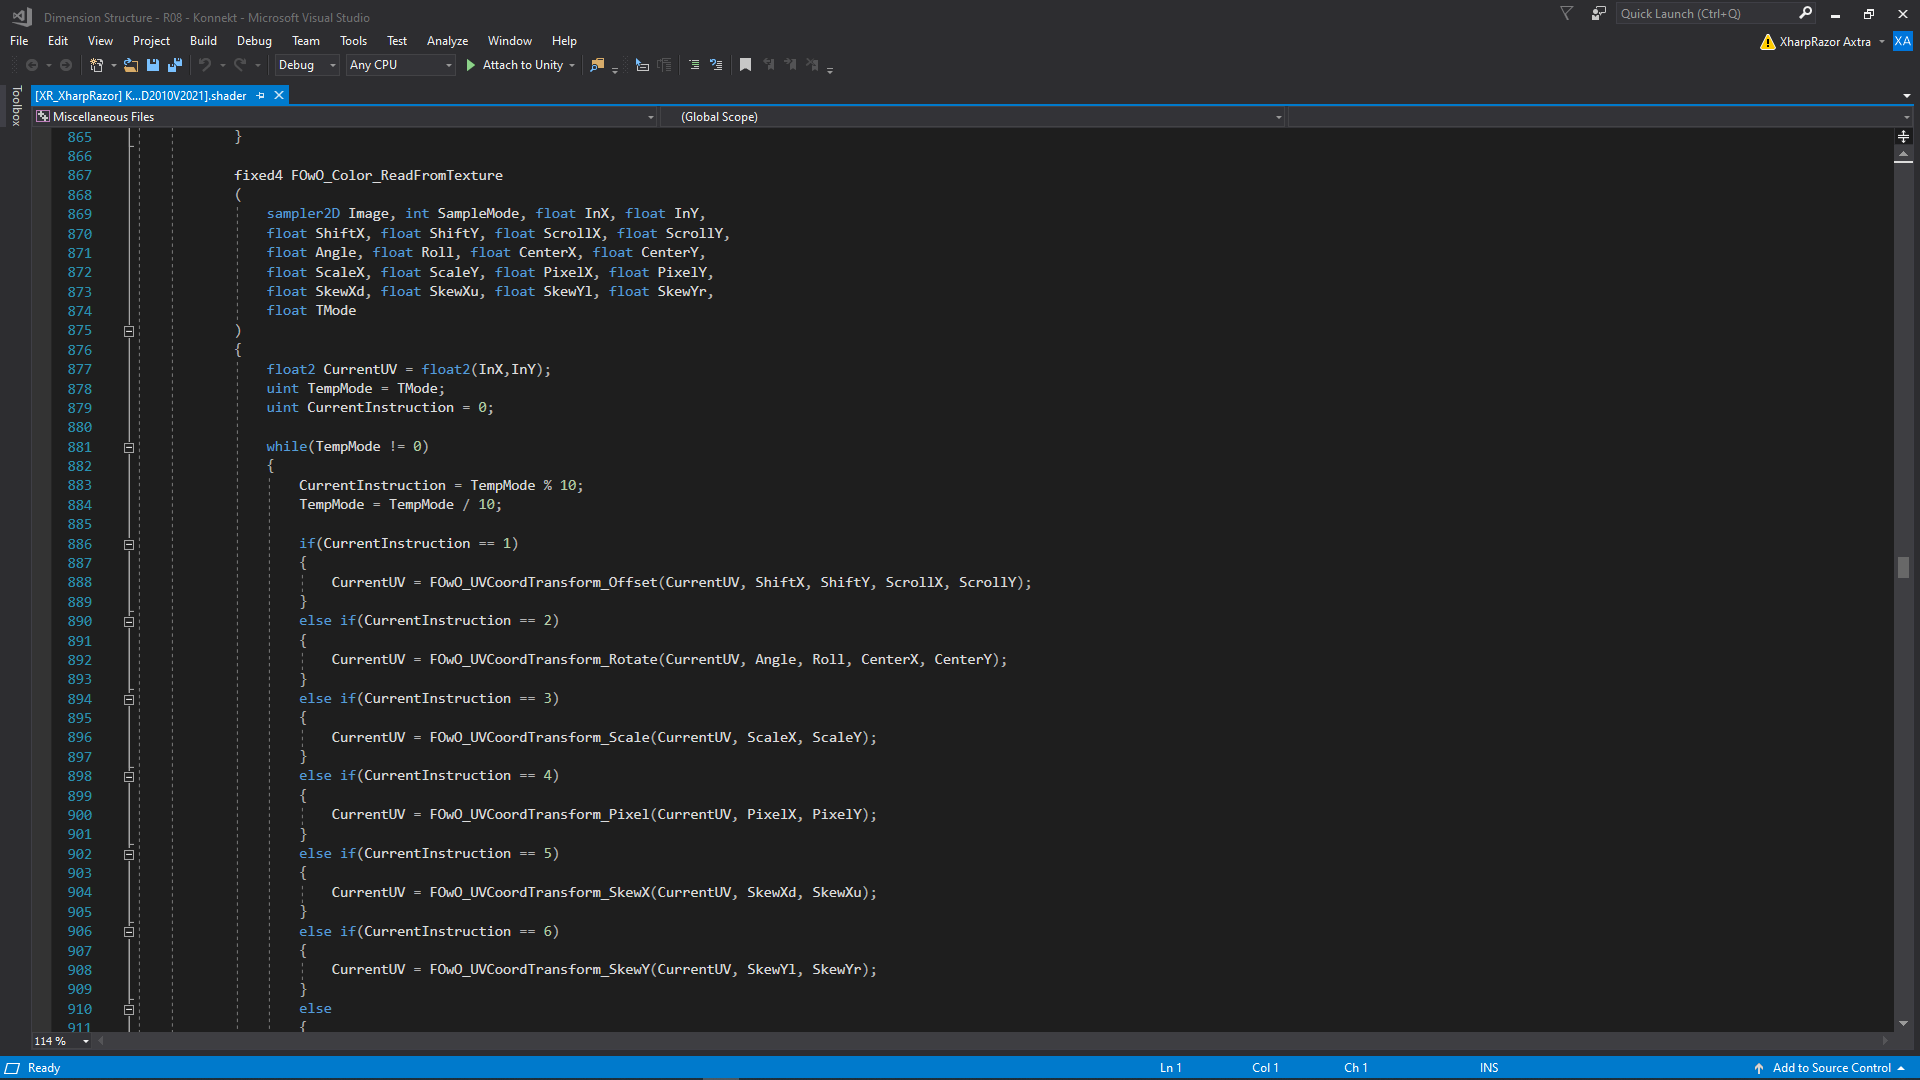 Dimension Structure - R08 - Konnekt - Microsoft Visual Studio
Quick Launch (Ctrl+Q)
File Edit View Project Build Debug Team Tools Test Analyze Window Help
XharpRazor Axtra XA
Debug Any CPU Attach to Unity
Toolbox
[XR_XharpRazor] K...D2010V2021].shader
Miscellaneous Files (Global Scope)
865 }
866
867 fixed4 FOwO_Color_ReadFromTexture
868 (
869 sampler2D Image, int SampleMode, float InX, float InY,
870 float ShiftX, float ShiftY, float ScrollX, float ScrollY,
871 float Angle, float Roll, float CenterX, float CenterY,
872 float ScaleX, float ScaleY, float PixelX, float PixelY,
873 float SkewXd, float SkewXu, float SkewYl, float SkewYr,
874 float TMode
875 )
876 {
877 float2 CurrentUV = float2(InX,InY);
878 uint TempMode = TMode;
879 uint CurrentInstruction = 0;
880
881 while(TempMode != 0)
882 {
883 CurrentInstruction = TempMode % 10;
884 TempMode = TempMode / 10;
885
886 if(CurrentInstruction == 1)
887 {
888 CurrentUV = FOwO_UVCoordTransform_Offset(CurrentUV, ShiftX, ShiftY, ScrollX, ScrollY);
889 }
890 else if(CurrentInstruction == 2)
891 {
892 CurrentUV = FOwO_UVCoordTransform_Rotate(CurrentUV, Angle, Roll, CenterX, CenterY);
893 }
894 else if(CurrentInstruction == 3)
895 {
896 CurrentUV = FOwO_UVCoordTransform_Scale(CurrentUV, ScaleX, ScaleY);
897 }
898 else if(CurrentInstruction == 4)
899 {
900 CurrentUV = FOwO_UVCoordTransform_Pixel(CurrentUV, PixelX, PixelY);
901 }
902 else if(CurrentInstruction == 5)
903 {
904 CurrentUV = FOwO_UVCoordTransform_SkewX(CurrentUV, SkewXd, SkewXu);
905 }
906 else if(CurrentInstruction == 6)
907 {
908 CurrentUV = FOwO_UVCoordTransform_SkewY(CurrentUV, SkewYl, SkewYr);
909 }
910 else
911 {
114 %
Ready Ln 1 Col 1 Ch 1 INS Add to Source Control